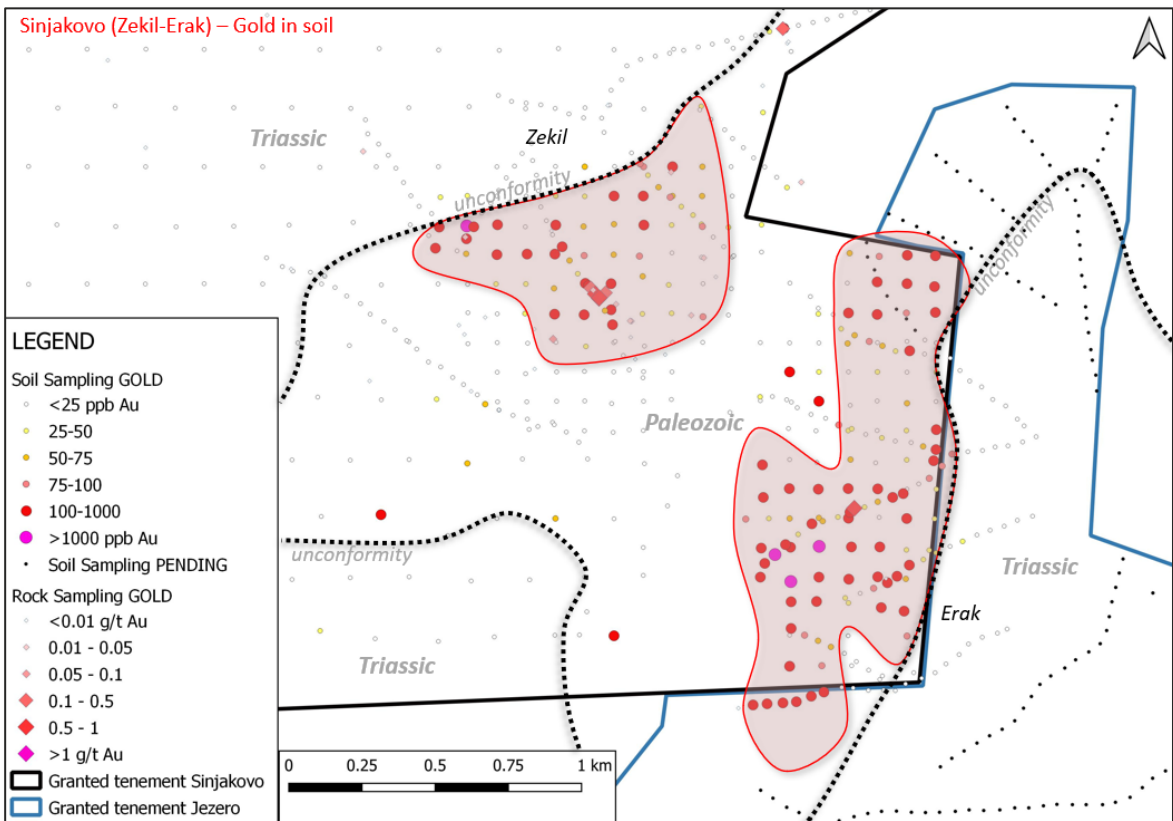 Sinjakovo (Zekil-Erak) – Gold in soil
Triassic
Zekil
unconformity
unconformity
LEGEND
Soil Sampling GOLD
<25 ppb Au
25-50
50-75
75-100
100-1000
>1000 ppb Au
Soil Sampling PENDING
Rock Sampling GOLD
<0.01 g/t Au
0.01 - 0.05
0.05 - 0.1
0.1 - 0.5
0.5 - 1
>1 g/t Au
Granted tenement Sinjakovo
Granted tenement Jezero
Paleozoic
unconformity
Triassic
Erak
Triassic
0 0.25 0.5 0.75 1 km